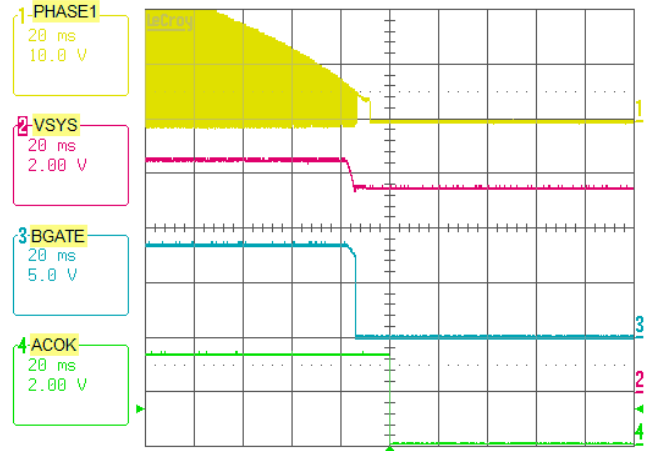 1 PHASE1
20 ms
10.0 V
LeCroy
1
2 VSYS
20 ms
2.00 V
3 BGATE
20 ms
5.0 V
3
4 ACOK
20 ms
2.00 V
2
4